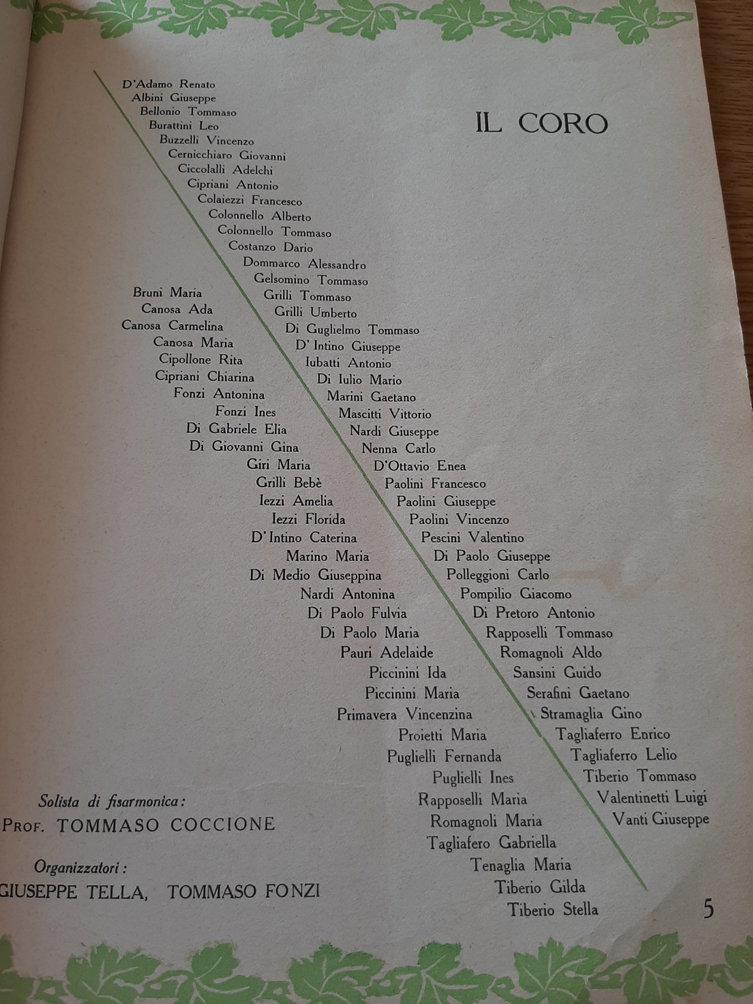 IL CORO
D'Adamo Renato
Albini Giuseppe
Bellonio Tommaso
Burattini Leo
Buzzelli Vincenzo
Cernicchiaro Giovanni
Ciccolalli Adelchi
Cipriani Antonio
Colaiezzi Francesco
Colonnello Alberto
Colonnello Tommaso
Costanzo Dario
Dommarco Alessandro
Gelsomino Tommaso
Grilli Tommaso
Grilli Umberto
Di Guglielmo Tommaso
D'Intino Giuseppe
Iubatti Antonio
Di Iulio Mario
Marini Gaetano
Mascitti Vittorio
Nardi Giuseppe
Nenna Carlo
D'Ottavio Enea
Paolini Francesco
Paolini Giuseppe
Paolini Vincenzo
Pescini Valentino
Di Paolo Giuseppe
Polleggioni Carlo
Pompilio Giacomo
Di Pretoro Antonio
Rapposelli Tommaso
Romagnoli Aldo
Sansini Guido
Serafini Gaetano
Stramaglia Gino
Tagliaferro Enrico
Tagliaferro Lelio
Tiberio Tommaso
Valentinetti Luigi
Vanti Giuseppe
Bruni Maria
Canosa Ada
Canosa Carmelina
Canosa Maria
Cipollone Rita
Cipriani Chiarina
Fonzi Antonina
Fonzi Ines
Di Gabriele Elia
Di Giovanni Gina
Giri Maria
Grilli Bebè
Iezzi Amelia
Iezzi Florida
D'Intino Caterina
Marino Maria
Di Medio Giuseppina
Nardi Antonina
Di Paolo Fulvia
Di Paolo Maria
Pauri Adelaide
Piccinini Ida
Piccinini Maria
Primavera Vincenzina
Proietti Maria
Puglielli Fernanda
Puglielli Ines
Rapposelli Maria
Romagnoli Maria
Tagliafero Gabriella
Tenaglia Maria
Tiberio Gilda
Tiberio Stella
Solista di fisarmonica:
PROF. TOMMASO COCCIONE
Organizzatori:
GIUSEPPE TELLA, TOMMASO FONZI
5